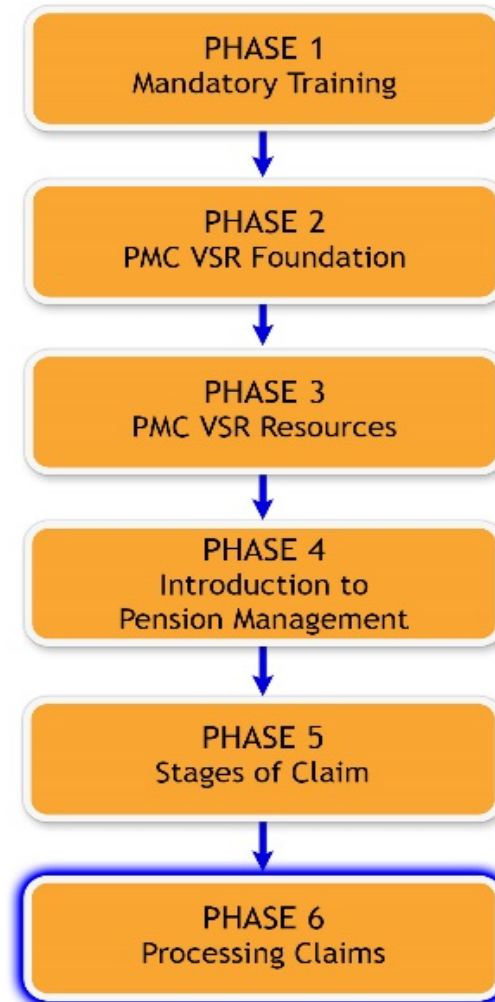 PHASE 1
Mandatory Training
PHASE 2
PMC VSR Foundation
PHASE 3
PMC VSR Resources
PHASE 4
Introduction to
Pension Management
PHASE 5
Stages of Claim
PHASE 6
Processing Claims